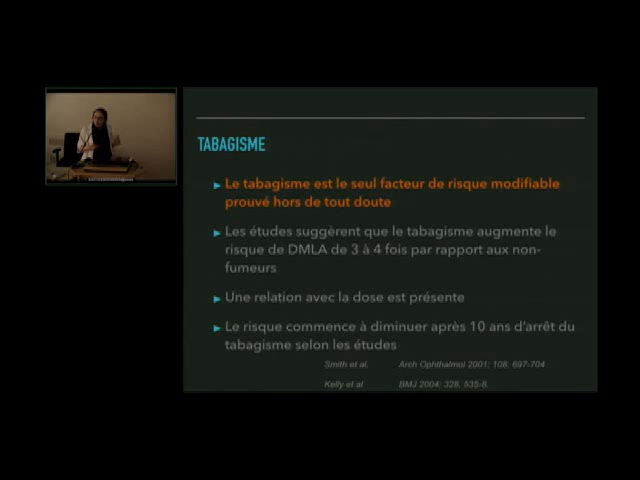 TABAGISME
Le tabagisme est le seul facteur de risque modifiable
prouvé hors de tout doute
Les études suggèrent que le tabagisme augmente le
risque de DMLA de 3 à 4 fois par rapport aux non-
fumeurs
Une relation avec la dose est présente
Le risque commence à diminuer après 10 ans d'arrêt du
tabagisme selon les études
Smith et al. Arch Ophthalmol 2001; 108, 697-704
Kelly et al BMJ 2004; 328, 535-8.